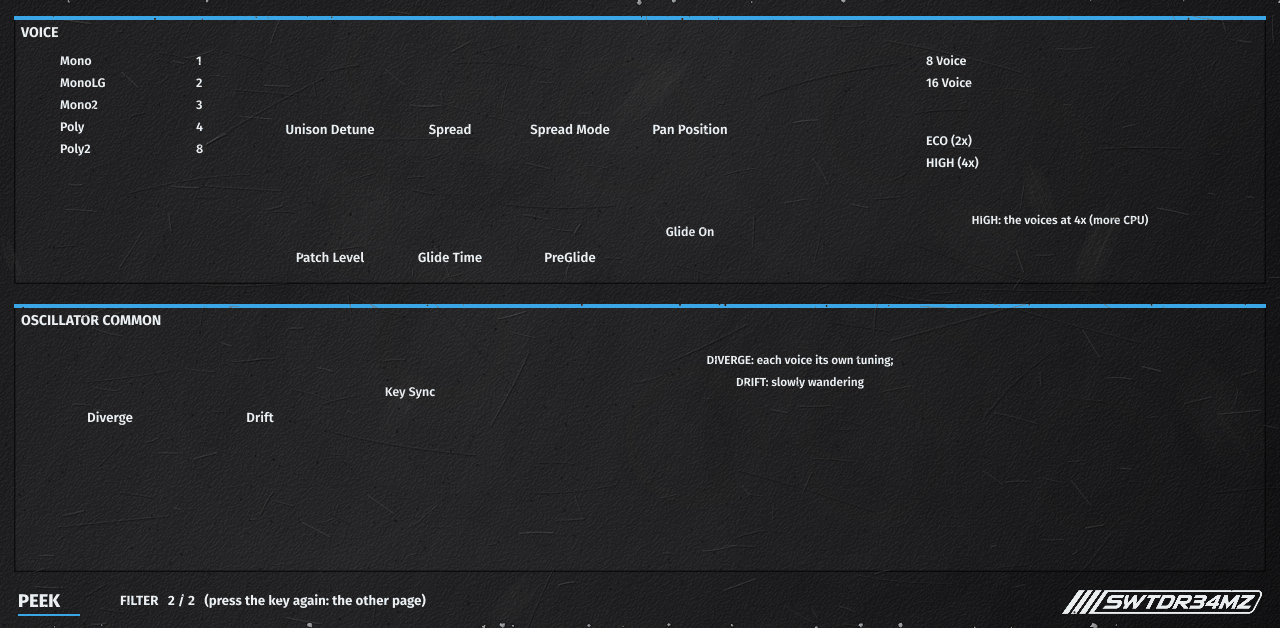 VOICE
Mono 1
MonoLG 2
Mono2 3
Poly 4
Poly2 8
Unison Detune Spread Spread Mode Pan Position
8 Voice
16 Voice
ECO (2x)
HIGH (4x)
HIGH: the voices at 4x (more CPU)
Glide On
Patch Level Glide Time PreGlide
OSCILLATOR COMMON
DIVERGE: each voice its own tuning;
DRIFT: slowly wandering
Key Sync
Diverge Drift
PEEK FILTER 2 / 2 (press the key again: the other page)
SWTDR34MZ